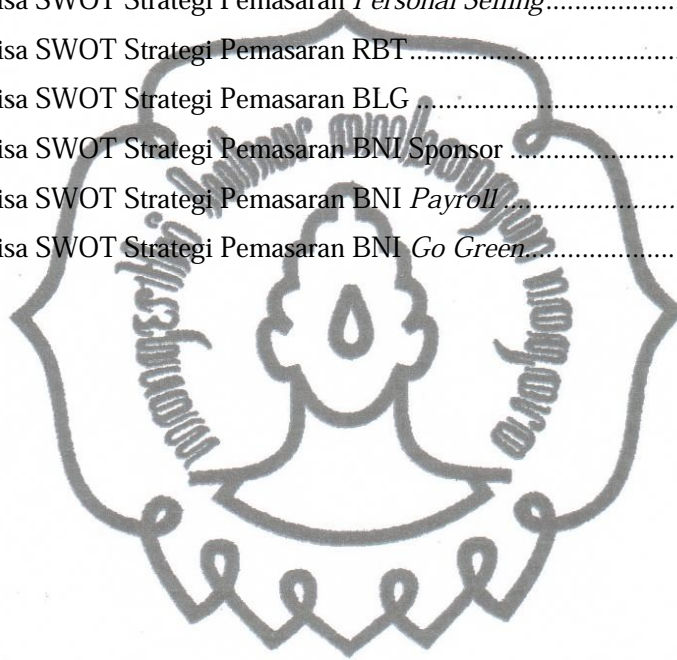 isa SWOT Strategi Pemasaran Personal Selling......................
isa SWOT Strategi Pemasaran RBT............................................
isa SWOT Strategi Pemasaran BLG ...........................................
isa SWOT Strategi Pemasaran BNI Sponsor ............................
isa SWOT Strategi Pemasaran BNI Payroll .............................
isa SWOT Strategi Pemasaran BNI Go Green.........................